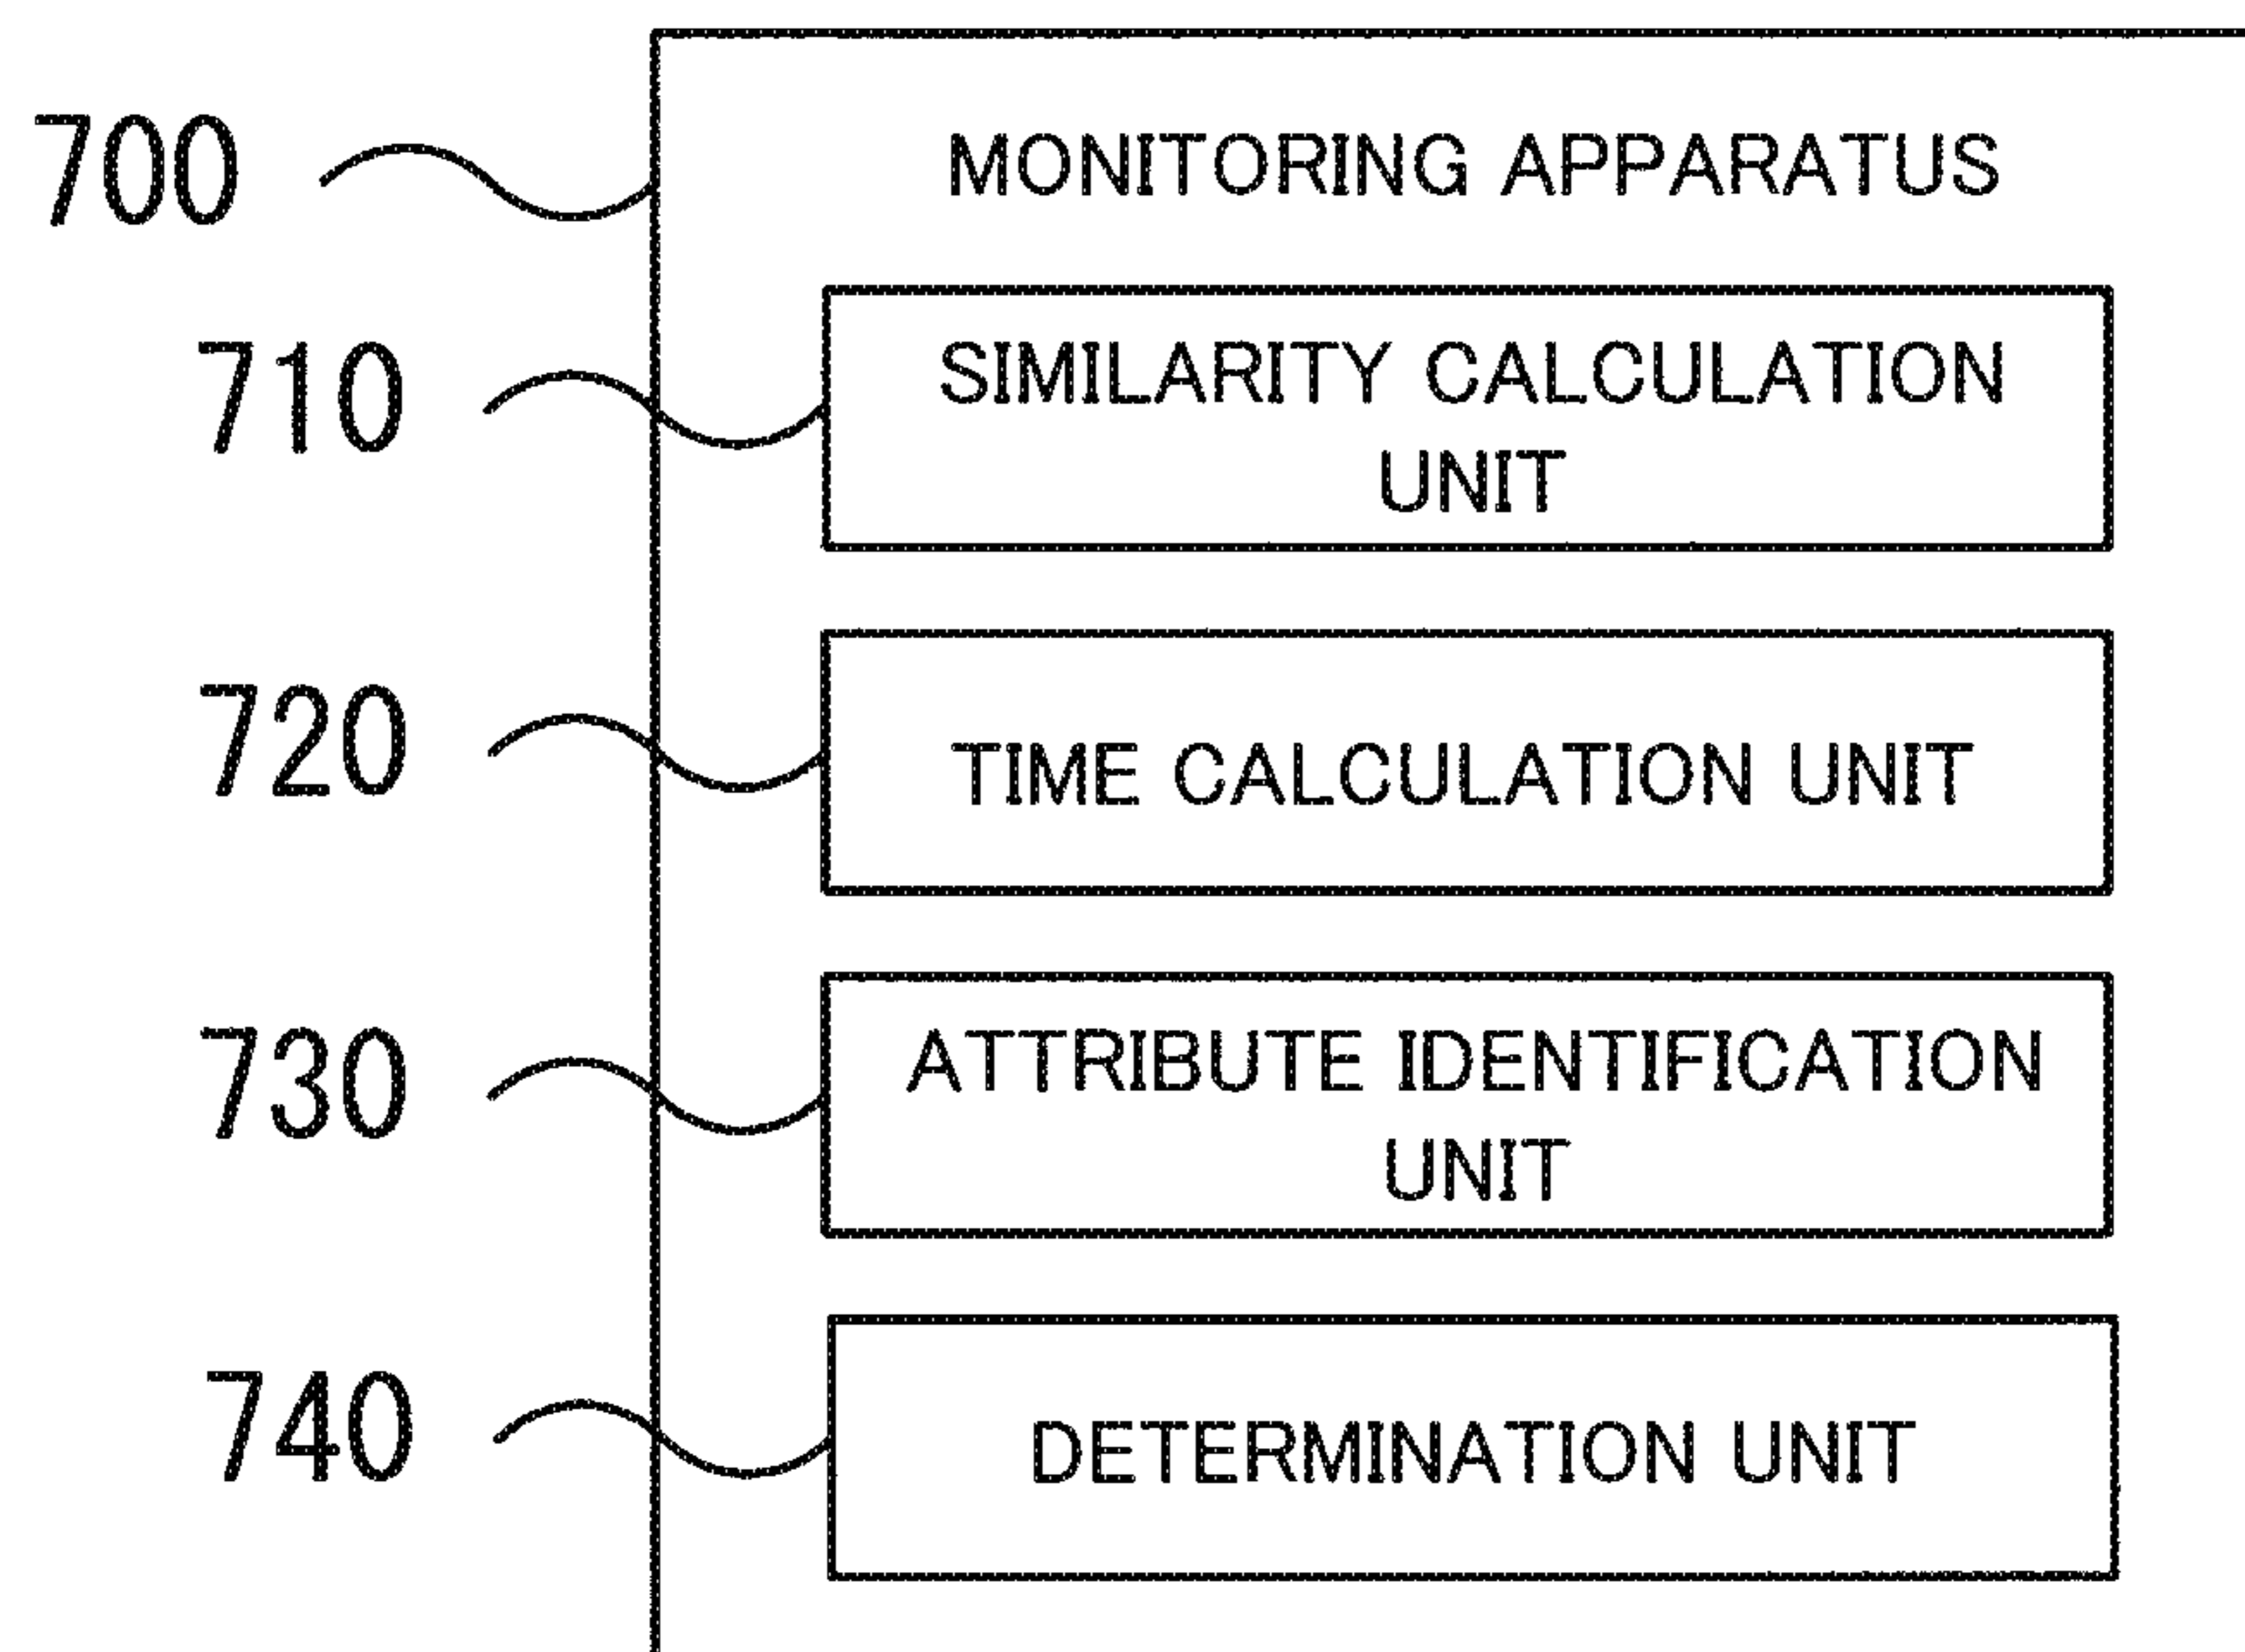 700 MONITORING APPARATUS
710 SIMILARITY CALCULATION
UNIT
720 TIME CALCULATION UNIT
730 ATTRIBUTE IDENTIFICATION
UNIT
740 DETERMINATION UNIT